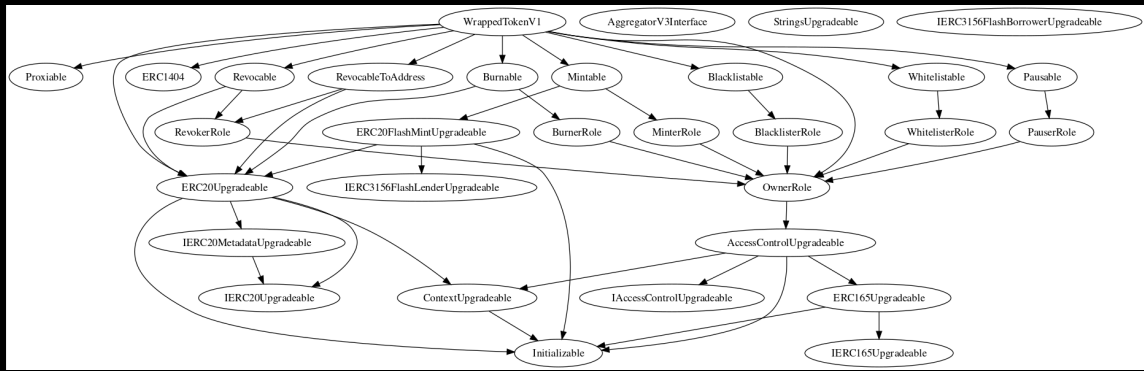 WrappedTokenV1 AggregatorV3Interface StringsUpgradeable IERC3156FlashBorrowerUpgradeable
Proxiable ERC1404 Revocable RevocableToAddress Burnable Mintable Blacklistable Whitelistable Pausable
RevokerRole ERC20FlashMintUpgradeable BurnerRole MinterRole BlacklisterRole WhitelisterRole PauserRole
ERC20Upgradeable IERC3156FlashLenderUpgradeable OwnerRole
IERC20MetadataUpgradeable AccessControlUpgradeable
IERC20Upgradeable ContextUpgradeable IAccessControlUpgradeable ERC165Upgradeable
Initializable IERC165Upgradeable